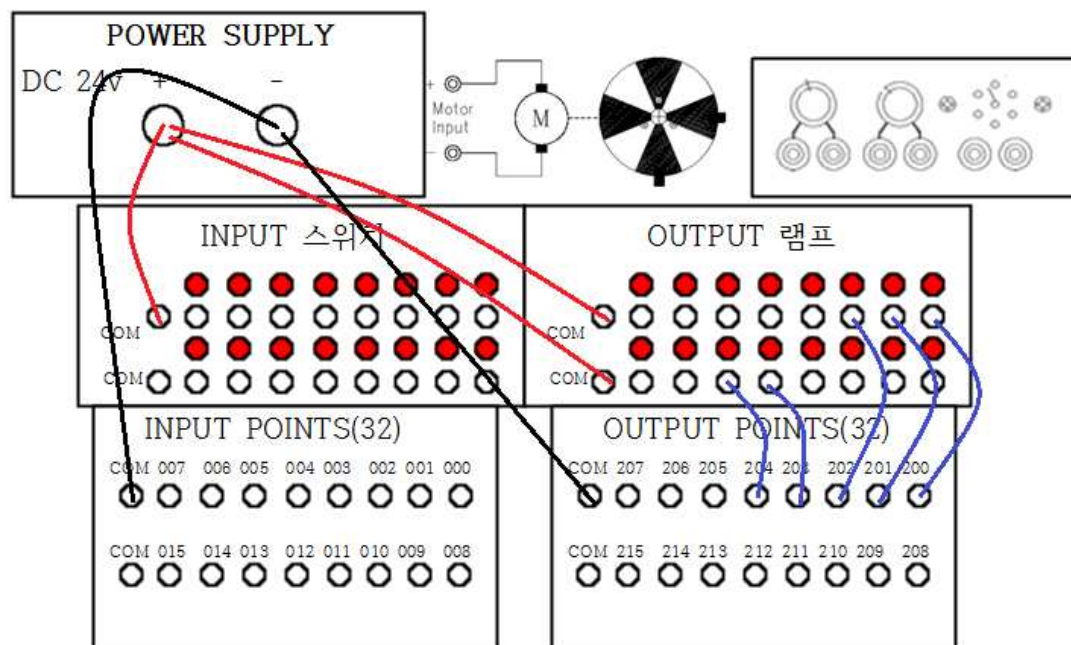 POWER SUPPLY
DC 24v + -
+
Motor
Input
-
M
INPUT 스위치
OUTPUT 램프
COM
COM
COM
COM
INPUT POINTS(32)
OUTPUT POINTS(32)
COM 007 006 005 004 003 002 001 000
COM 207 206 205 204 203 202 201 200
COM 015 014 013 012 011 010 009 008
COM 215 214 213 212 211 210 209 208